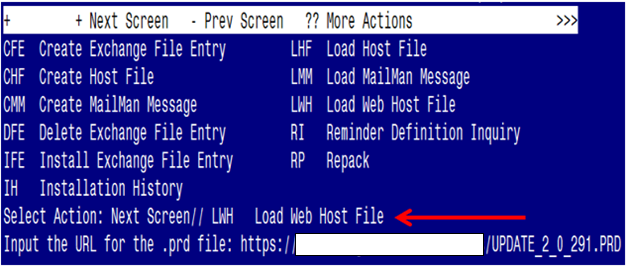 + + Next Screen - Prev Screen ?? More Actions >>>
CFE Create Exchange File Entry LHF Load Host File
CHF Create Host File LMM Load MailMan Message
CMM Create MailMan Message LWH Load Web Host File
DFE Delete Exchange File Entry RI Reminder Definition Inquiry
IFE Install Exchange File Entry RP Repack
IH Installation History
Select Action: Next Screen// LWH Load Web Host File
Input the URL for the .prd file: https:// /UPDATE_2_0_291.PRD